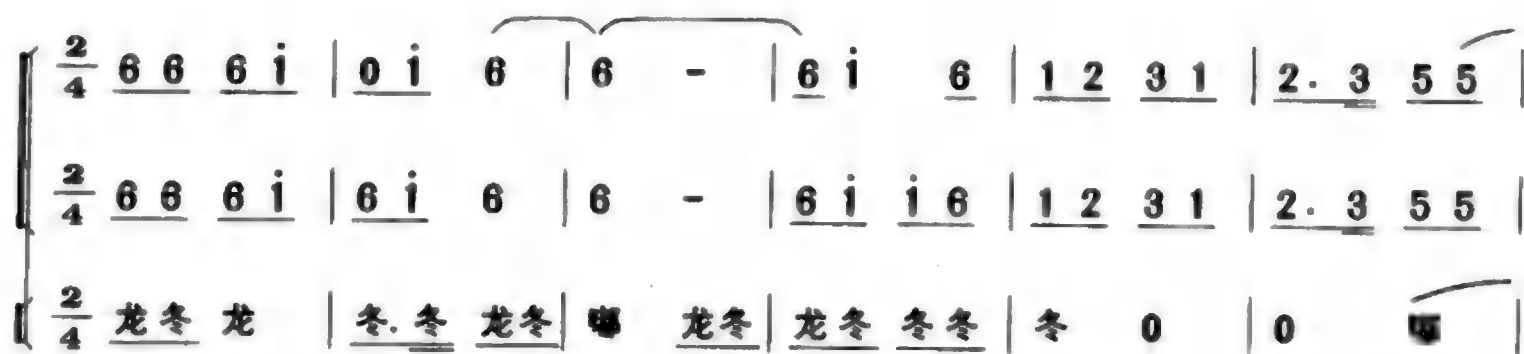 2/4 6 6 6 i̇ | 0 i̇ 6 | 6 - | 6 i̇ 6 | 1 2 3 1 | 2. 3 5 5 |
2/4 6 6 6 i̇ | 6 i̇ 6 | 6 - | 6 i̇ i̇ 6 | 1 2 3 1 | 2. 3 5 5 |
2/4 龙冬 龙 | 冬. 冬 龙冬 | 龙冬 | 龙冬 冬冬 | 冬 0 | 0 |